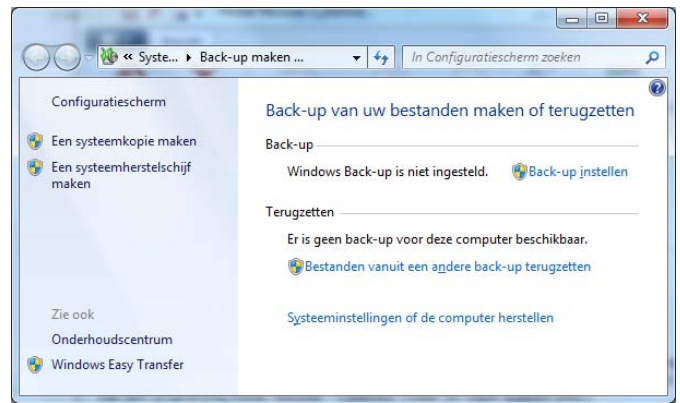 « Syste... ▸ Back-up maken ...
In Configuratiescherm zoeken
Configuratiescherm
Een systeemkopie maken
Een systeemherstelschijf
maken
Zie ook
Onderhoudscentrum
Windows Easy Transfer
Back-up van uw bestanden maken of terugzetten
Back-up
Windows Back-up is niet ingesteld. Back-up instellen
Terugzetten
Er is geen back-up voor deze computer beschikbaar.
Bestanden vanuit een andere back-up terugzetten
Systeeminstellingen of de computer herstellen